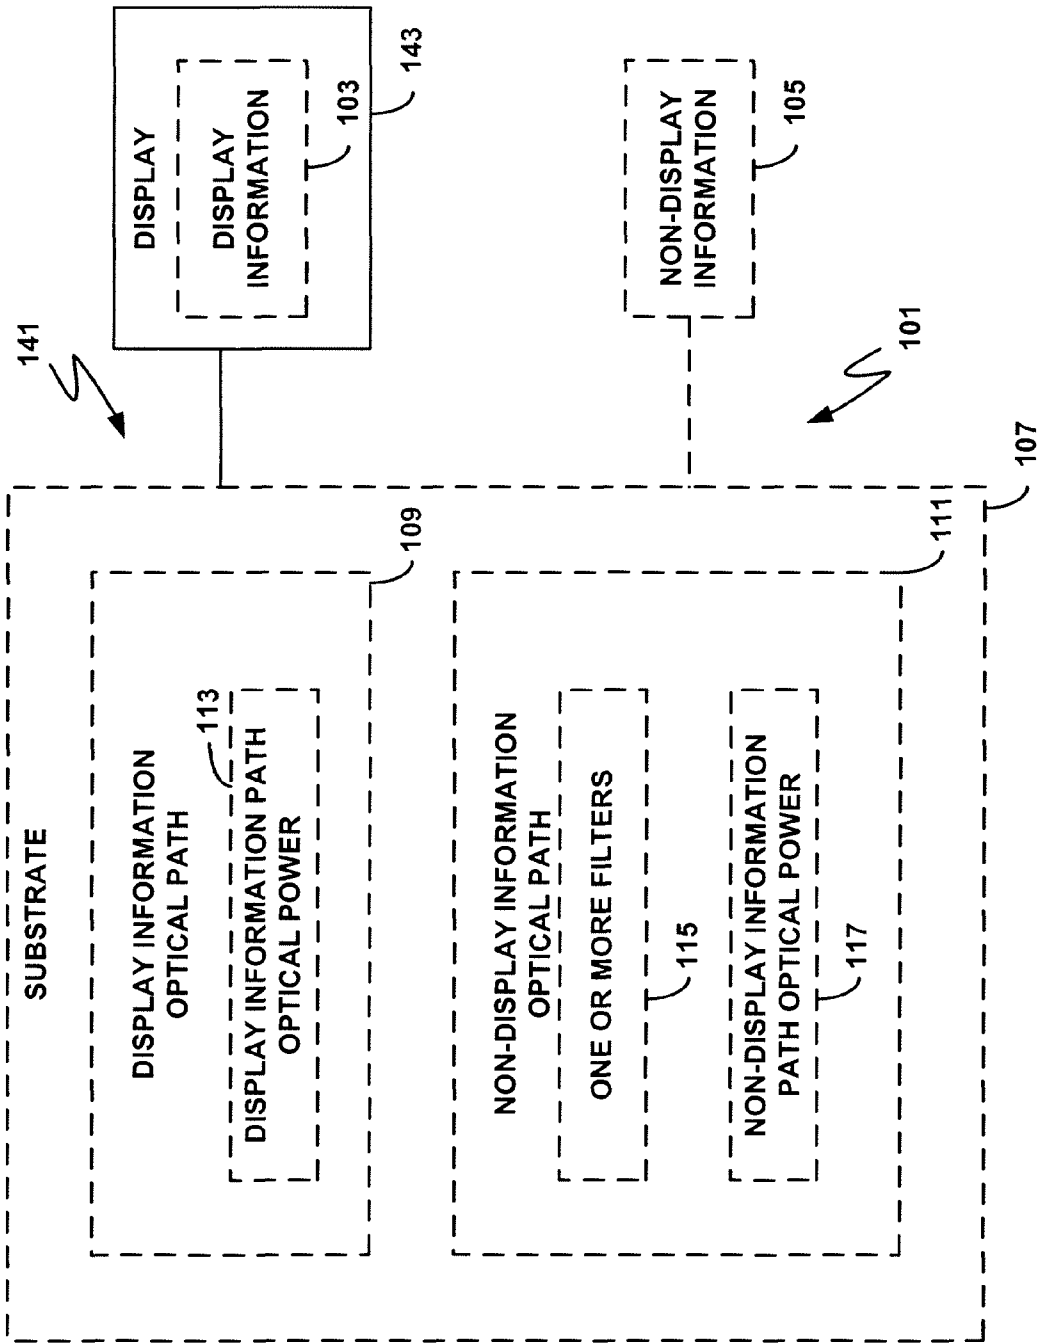 SUBSTRATE
DISPLAY INFORMATION
OPTICAL PATH
113
DISPLAY INFORMATION PATH
OPTICAL POWER
109
NON-DISPLAY INFORMATION
OPTICAL PATH
ONE OR MORE FILTERS
115
NON-DISPLAY INFORMATION
PATH OPTICAL POWER
117
111
107
141
DISPLAY
DISPLAY
INFORMATION
103
143
NON-DISPLAY
INFORMATION
105
101